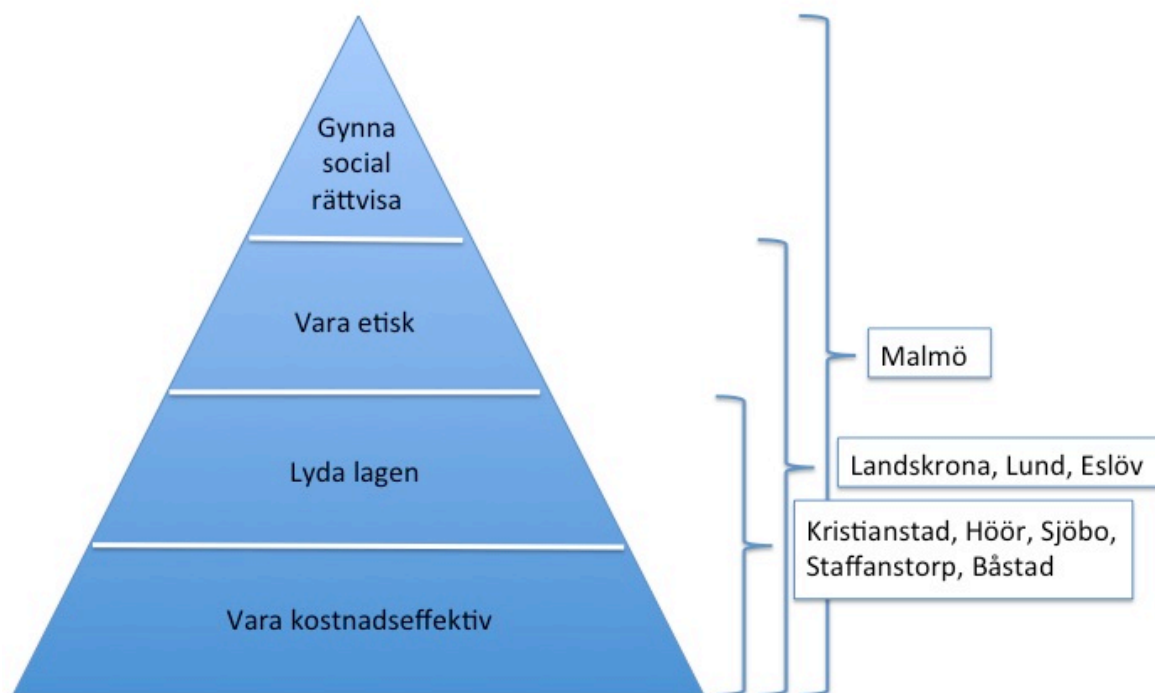 Gynna
social
rättvisa
Vara etisk
Malmö
Lyda lagen
Landskrona, Lund, Eslöv
Kristianstad, Höör, Sjöbo,
Staffanstorp, Båstad
Vara kostnadseffektiv